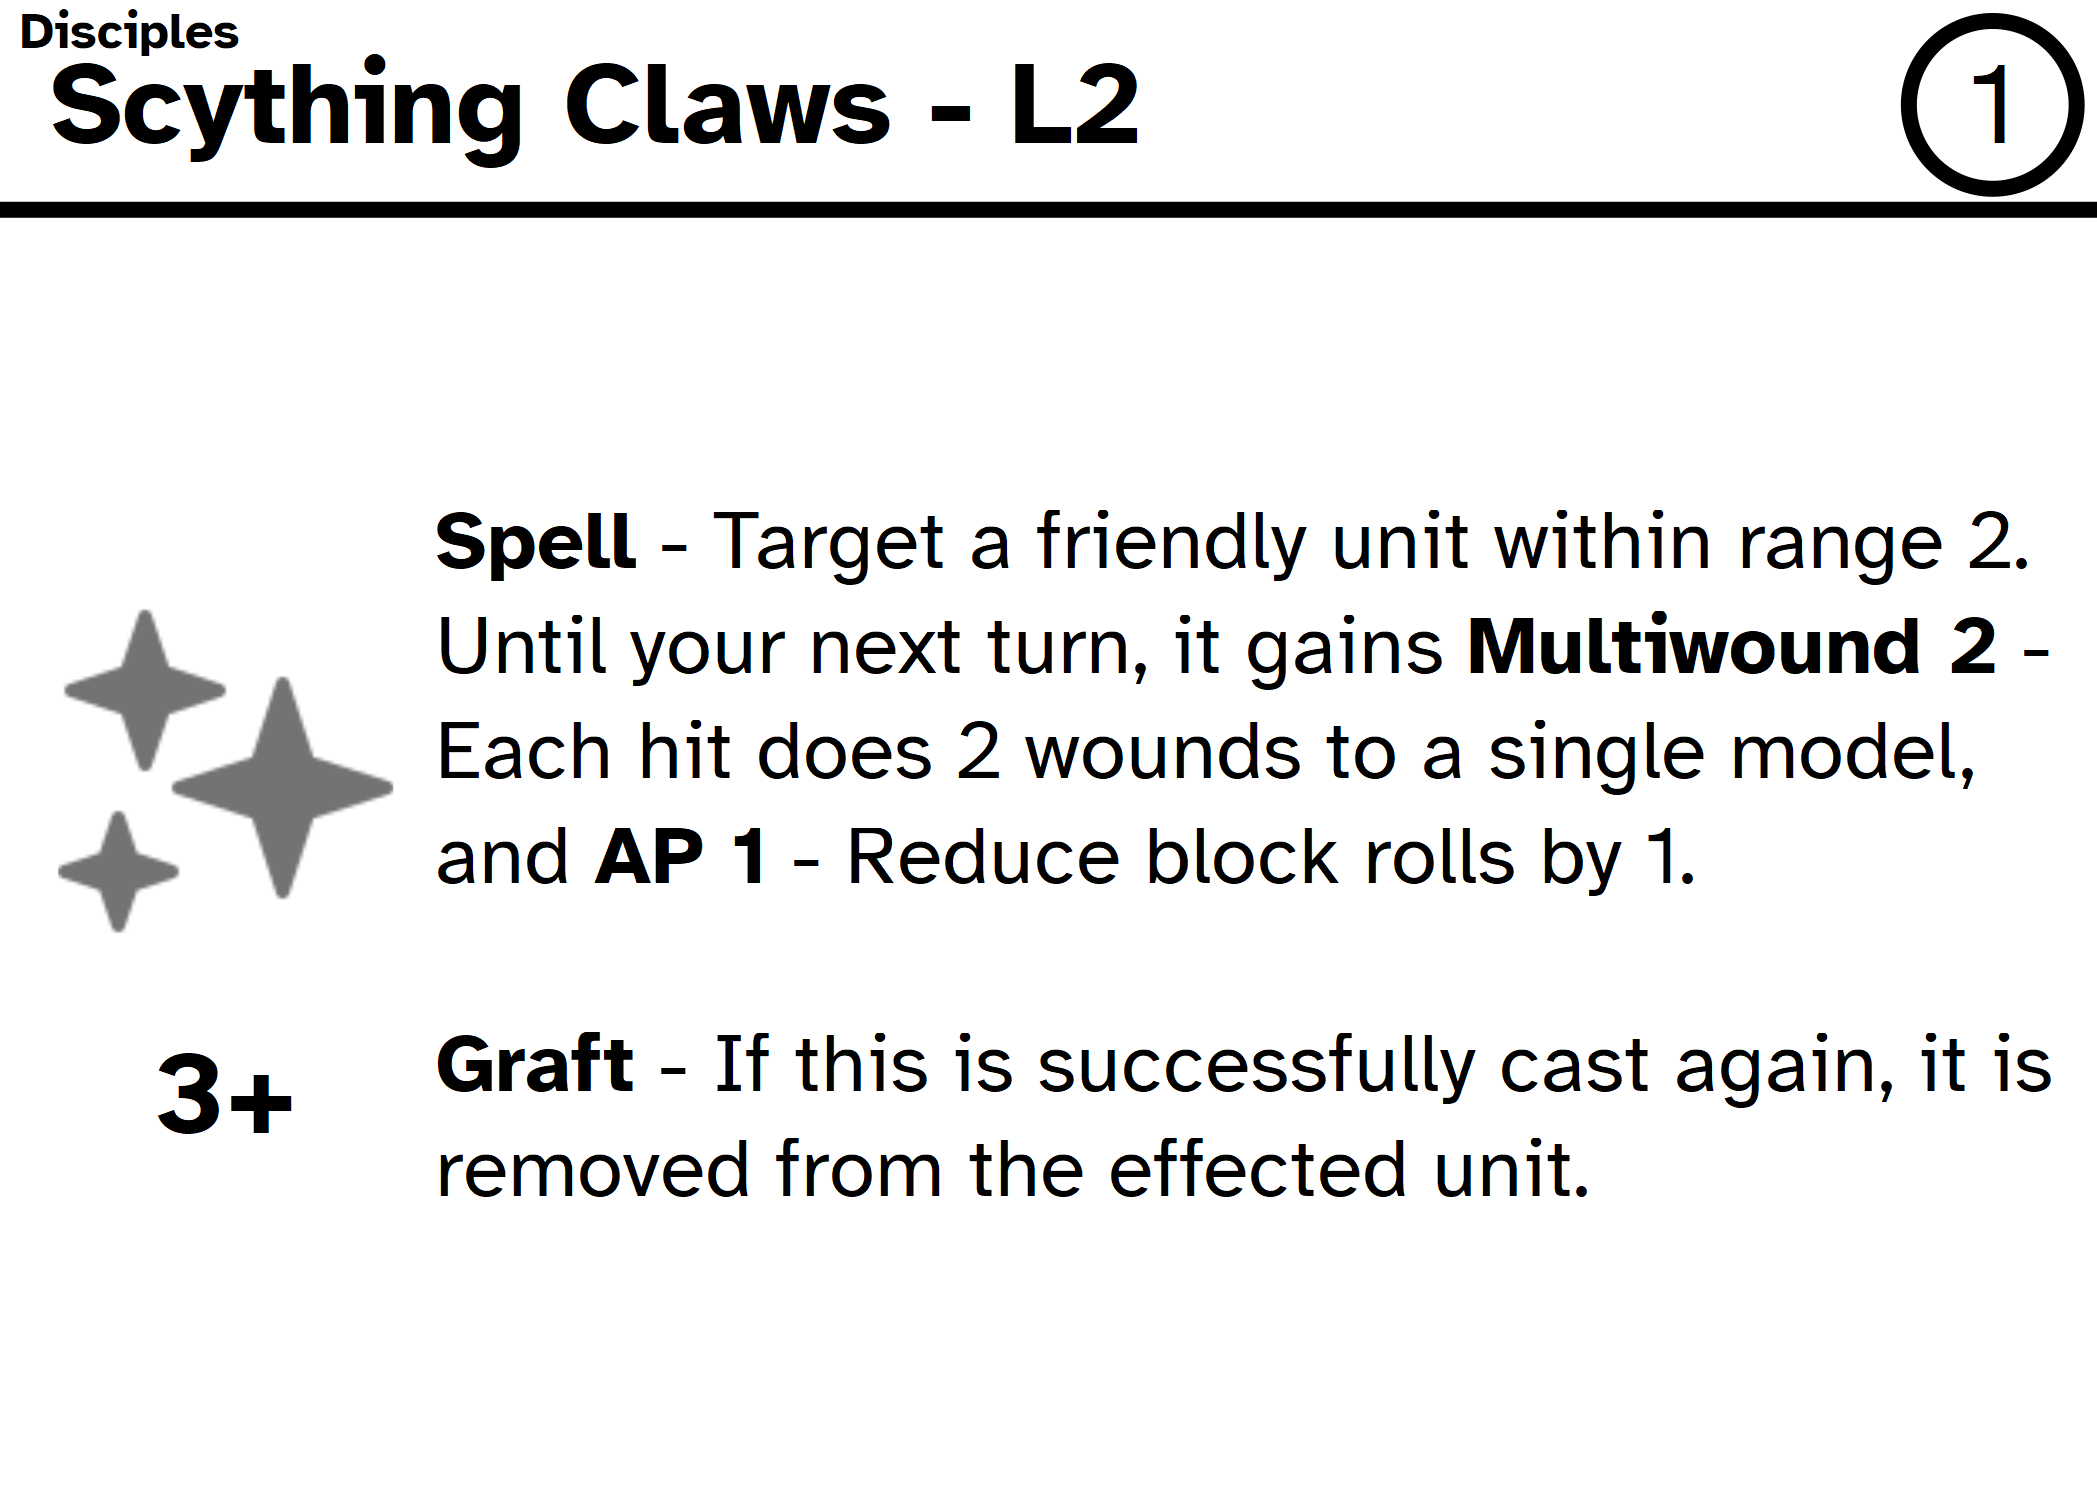 Disciples
Scything Claws - L2
1
Spell - Target a friendly unit within range 2.
Until your next turn, it gains Multiwound 2 -
Each hit does 2 wounds to a single model,
and AP 1 - Reduce block rolls by 1.
3+
Graft - If this is successfully cast again, it is
removed from the effected unit.